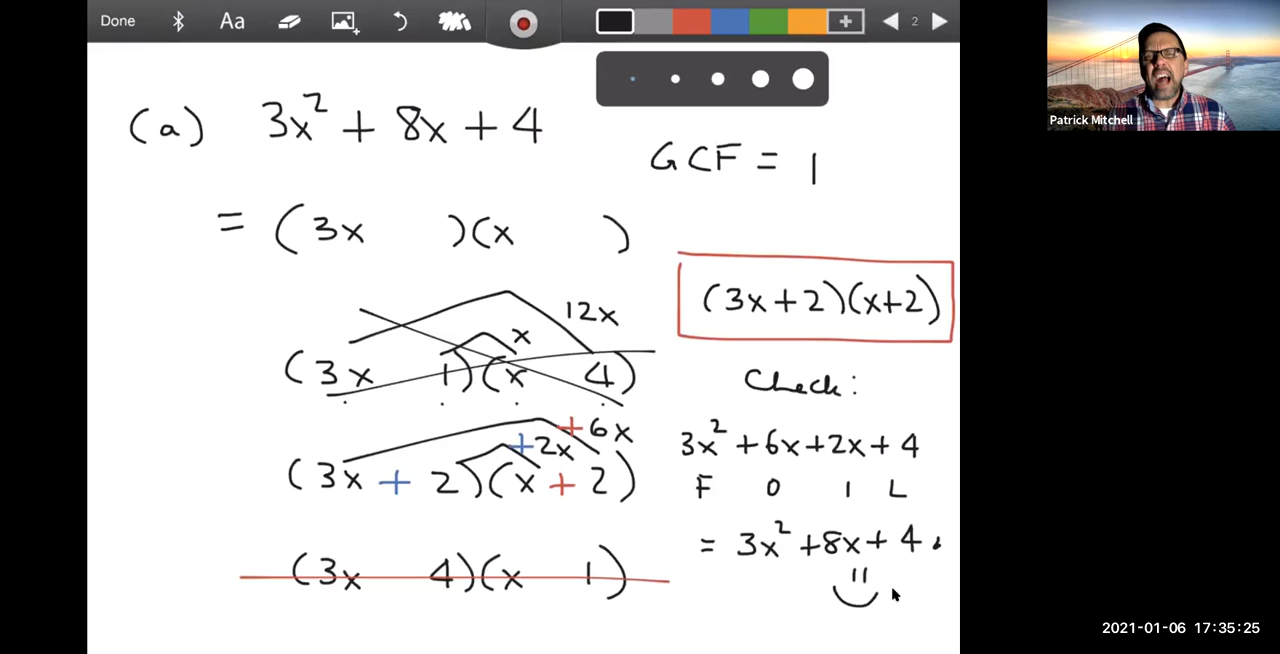 Done Aa 2
Patrick Mitchell
(a) 3x² + 8x + 4
GCF = 1
= (3x )(x )
(3x+2)(x+2)
12x
x
(3x 1)(x 4)
Check:
+6x
+2x
3x² +6x+2x+4
(3x + 2)(x + 2)
F O I L
= 3x² +8x+4
(3x 4)(x 1)
2021-01-06 17:35:25